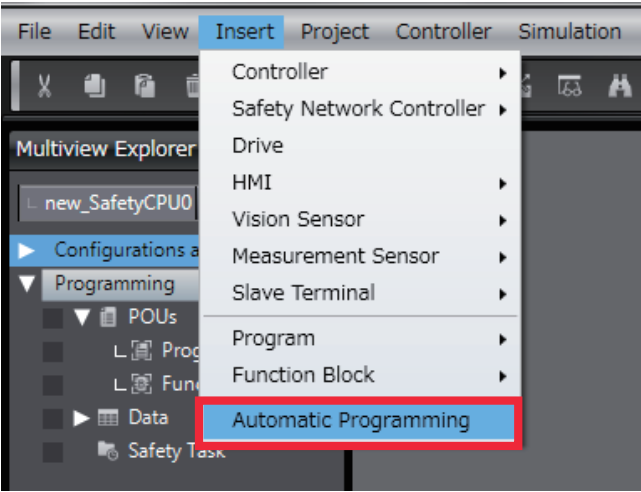 File Edit View Insert Project Controller Simulation
Controller
Safety Network Controller
Drive
HMI
Vision Sensor
Measurement Sensor
Slave Terminal
Program
Function Block
Automatic Programming
Multiview Explorer
new_SafetyCPU0
Configurations a
Programming
POUs
Prog
Fun
Data
Safety Task